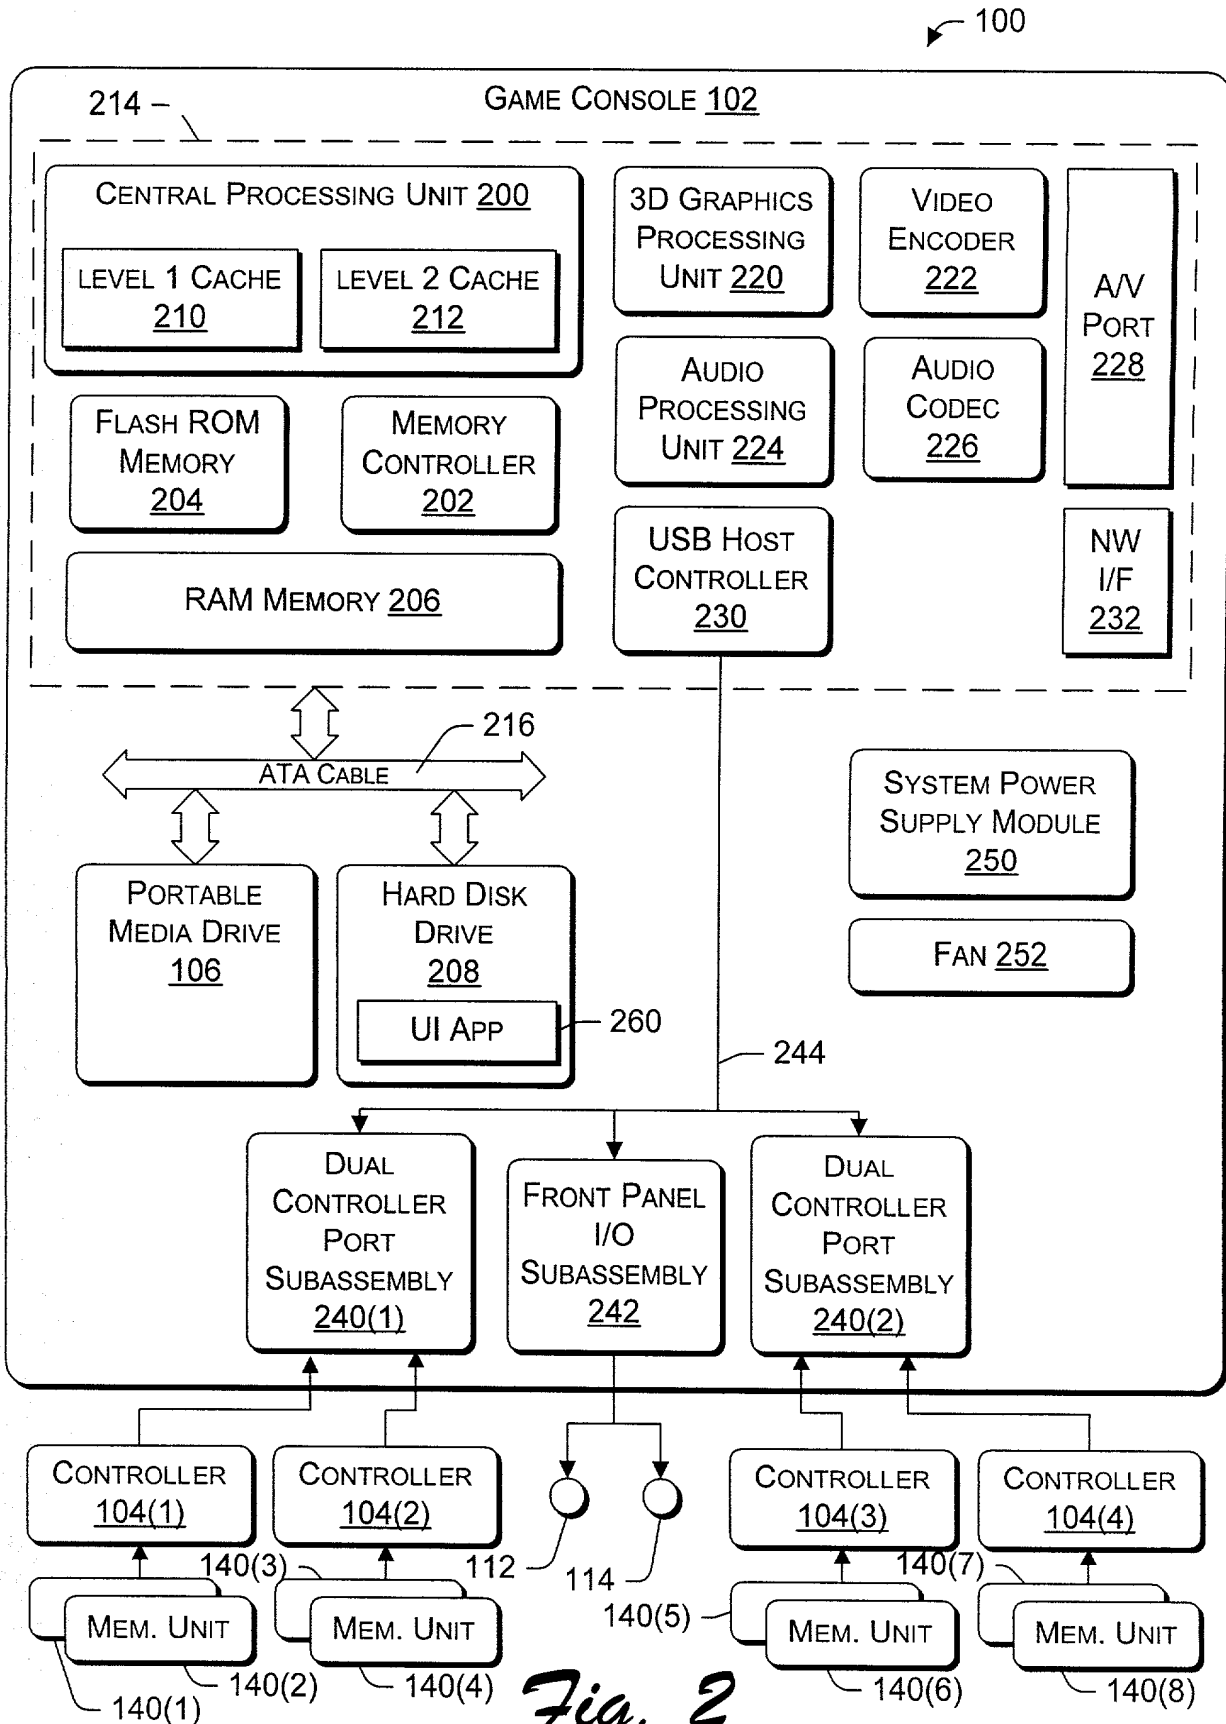 100
GAME CONSOLE 102
214
CENTRAL PROCESSING UNIT 200
LEVEL 1 CACHE
210
LEVEL 2 CACHE
212
3D GRAPHICS
PROCESSING
UNIT 220
VIDEO
ENCODER
222
A/V
PORT
228
AUDIO
PROCESSING
UNIT 224
AUDIO
CODEC
226
FLASH ROM
MEMORY
204
MEMORY
CONTROLLER
202
USB HOST
CONTROLLER
230
NW
I/F
232
RAM MEMORY 206
216
ATA CABLE
SYSTEM POWER
SUPPLY MODULE
250
PORTABLE
MEDIA DRIVE
106
HARD DISK
DRIVE
208
UI APP
260
FAN 252
244
DUAL
CONTROLLER
PORT
SUBASSEMBLY
240(1)
FRONT PANEL
I/O
SUBASSEMBLY
242
DUAL
CONTROLLER
PORT
SUBASSEMBLY
240(2)
CONTROLLER
104(1)
CONTROLLER
104(2)
112
114
CONTROLLER
104(3)
CONTROLLER
104(4)
140(3)
140(5)
140(7)
MEM. UNIT
MEM. UNIT
MEM. UNIT
MEM. UNIT
140(1)
140(2)
140(4)
140(6)
140(8)
Fig. 2